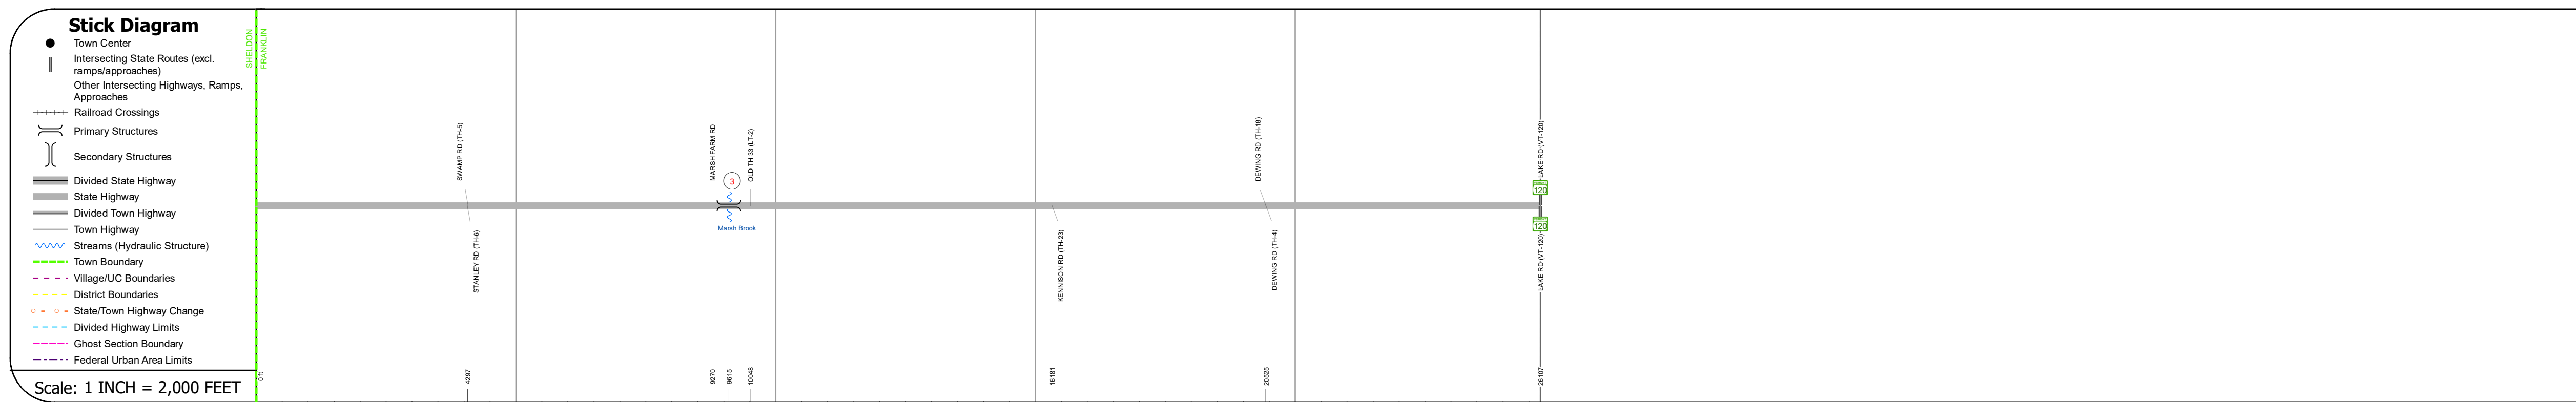 Stick Diagram
Town Center
Intersecting State Routes (excl.
ramps/approaches)
Other Intersecting Highways, Ramps,
Approaches
Railroad Crossings
Primary Structures
Secondary Structures
Divided State Highway
State Highway
Divided Town Highway
Town Highway
Streams (Hydraulic Structure)
Town Boundary
Village/UC Boundaries
District Boundaries
State/Town Highway Change
Divided Highway Limits
Ghost Section Boundary
Federal Urban Area Limits
Scale: 1 INCH = 2,000 FEET
SHELDON
FRANKLIN
SWAMP RD (TH-5)
STANLEY RD (TH-6)
MARSH FARM RD
3
OLD TH 33 (LT-2)
Marsh Brook
KENNISON RD (TH-23)
DEWING RD (TH-18)
DEWING RD (TH-4)
LAKE RD (VT-120)
120
120
LAKE RD (VT-120)
0 ft
4297
9270
9615
10048
16181
20525
26107